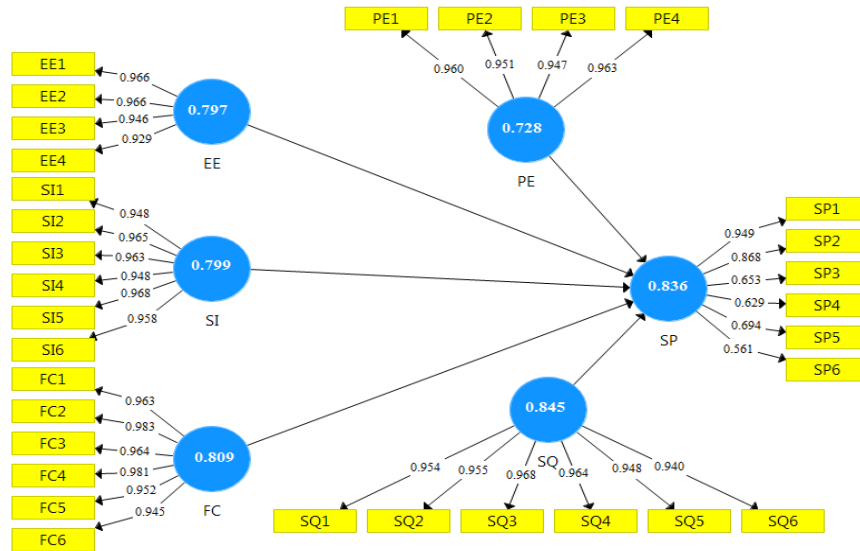 PE1 PE2 PE3 PE4
0.960 0.951 0.947 0.963
0.728
PE
EE1
EE2
EE3
EE4
0.966
0.966
0.946
0.929
0.797
EE
SI1
SI2
SI3
SI4
SI5
SI6
0.948
0.965
0.963
0.948
0.968
0.958
0.799
SI
FC1
FC2
FC3
FC4
FC5
FC6
0.963
0.983
0.964
0.981
0.952
0.945
0.809
FC
0.836
SP
0.949
0.868
0.653
0.629
0.694
0.561
SP1
SP2
SP3
SP4
SP5
SP6
0.845
SQ
0.954 0.955 0.968 0.964 0.948 0.940
SQ1 SQ2 SQ3 SQ4 SQ5 SQ6